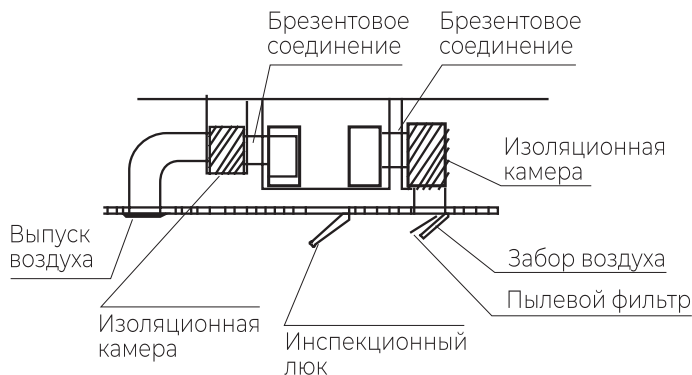 Брезентовое
соединение
Брезентовое
соединение
Изоляционная
камера
Выпуск
воздуха
Забор воздуха
Пылевой фильтр
Изоляционная
камера
Инспекционный
люк